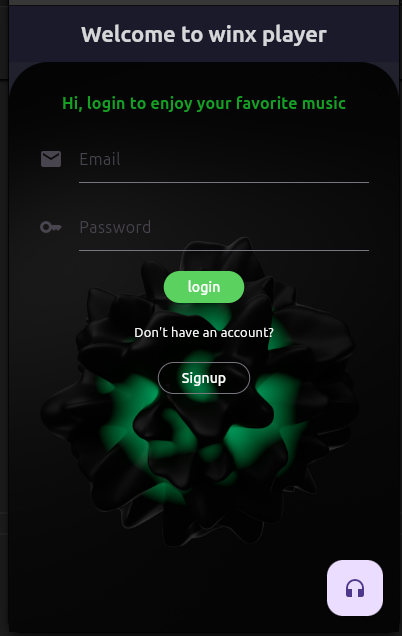 Welcome to winx player
Hi, login to enjoy your favorite music
Email
Password
login
Don't have an account?
Signup